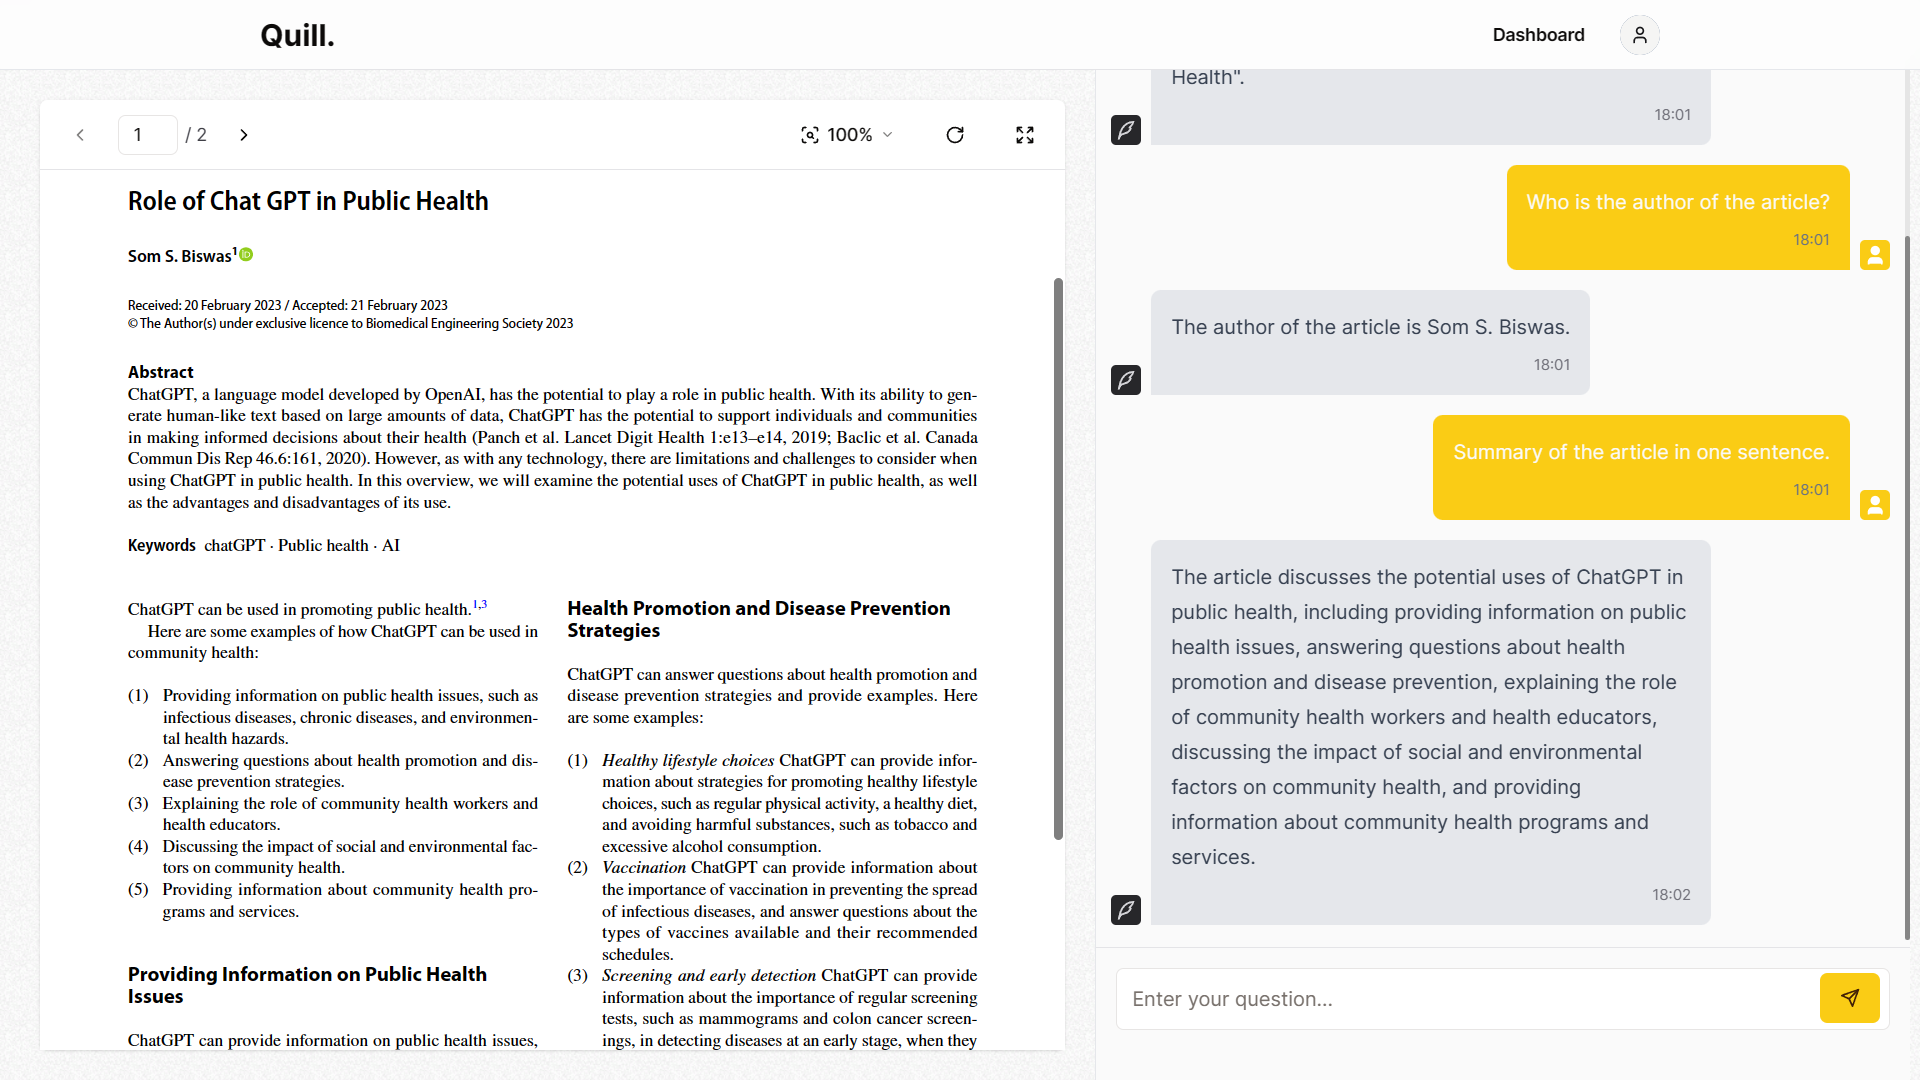 Quill.
Dashboard
1 / 2
100%
Role of Chat GPT in Public Health
Som S. Biswas1 iD
Received: 20 February 2023 / Accepted: 21 February 2023
© The Author(s) under exclusive licence to Biomedical Engineering Society 2023
Abstract
ChatGPT, a language model developed by OpenAI, has the potential to play a role in public health. With its ability to gen-
erate human-like text based on large amounts of data, ChatGPT has the potential to support individuals and communities
in making informed decisions about their health (Panch et al. Lancet Digit Health 1:e13–e14, 2019; Baclic et al. Canada
Commun Dis Rep 46.6:161, 2020). However, as with any technology, there are limitations and challenges to consider when
using ChatGPT in public health. In this overview, we will examine the potential uses of ChatGPT in public health, as well
as the advantages and disadvantages of its use.
Keywords chatGPT · Public health · AI
ChatGPT can be used in promoting public health.1,3
Here are some examples of how ChatGPT can be used in
community health:
(1) Providing information on public health issues, such as
infectious diseases, chronic diseases, and environmen-
tal health hazards.
(2) Answering questions about health promotion and dis-
ease prevention strategies.
(3) Explaining the role of community health workers and
health educators.
(4) Discussing the impact of social and environmental fac-
tors on community health.
(5) Providing information about community health pro-
grams and services.
Providing Information on Public Health
Issues
ChatGPT can provide information on public health issues,
Health Promotion and Disease Prevention
Strategies
ChatGPT can answer questions about health promotion and
disease prevention strategies and provide examples. Here
are some examples:
(1) Healthy lifestyle choices ChatGPT can provide infor-
mation about strategies for promoting healthy lifestyle
choices, such as regular physical activity, a healthy diet,
and avoiding harmful substances, such as tobacco and
excessive alcohol consumption.
(2) Vaccination ChatGPT can provide information about
the importance of vaccination in preventing the spread
of infectious diseases, and answer questions about the
types of vaccines available and their recommended
schedules.
(3) Screening and early detection ChatGPT can provide
information about the importance of regular screening
tests, such as mammograms and colon cancer screen-
ings, in detecting diseases at an early stage, when they
Health".
18:01
Who is the author of the article?
18:01
The author of the article is Som S. Biswas.
18:01
Summary of the article in one sentence.
18:01
The article discusses the potential uses of ChatGPT in
public health, including providing information on public
health issues, answering questions about health
promotion and disease prevention, explaining the role
of community health workers and health educators,
discussing the impact of social and environmental
factors on community health, and providing
information about community health programs and
services.
18:02
Enter your question...